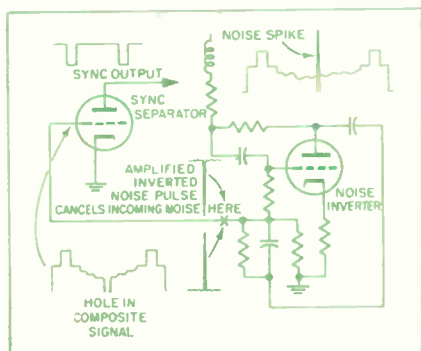 NOISE SPIKE
SYNC OUTPUT
SYNC
SEPARATOR
AMPLIFIED
INVERTED
NOISE PULSE
CANCELS INCOMING NOISE
HERE
NOISE
INVERTER
HOLE IN
COMPOSITE
SIGNAL